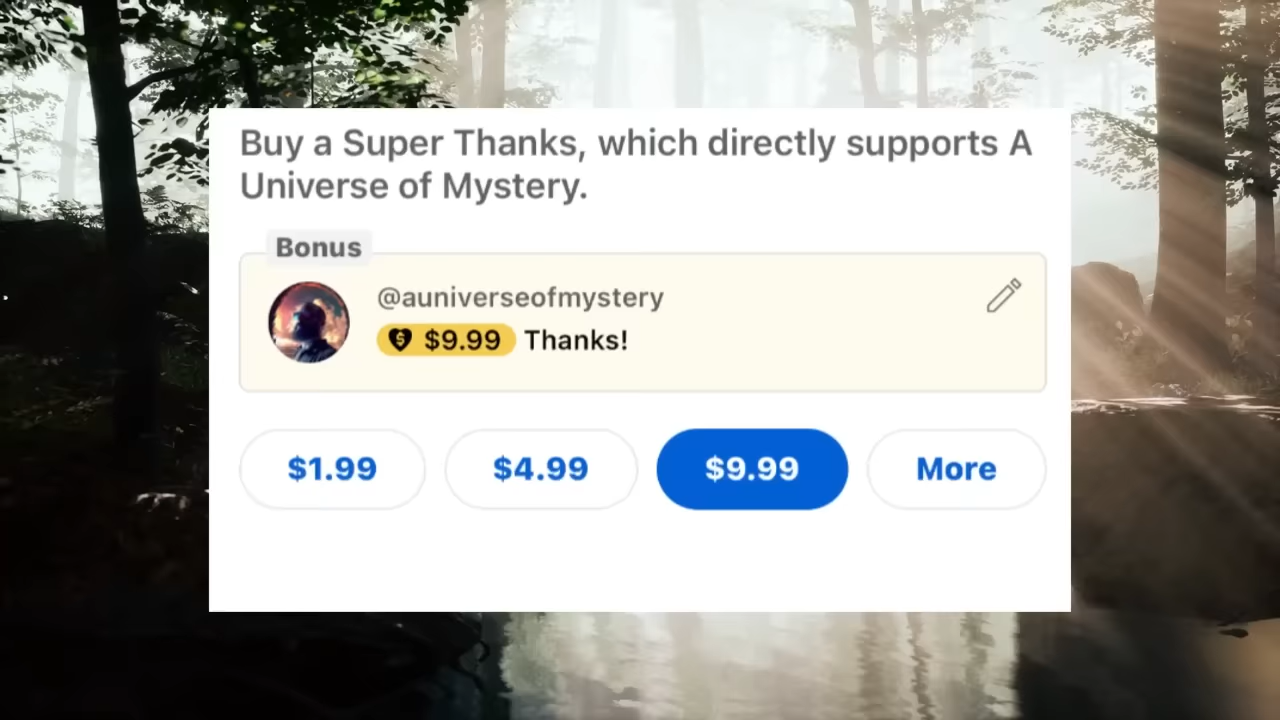 Buy a Super Thanks, which directly supports A
Universe of Mystery.
Bonus
@auniverseofmystery
$9.99 Thanks!
$1.99
$4.99
$9.99
More